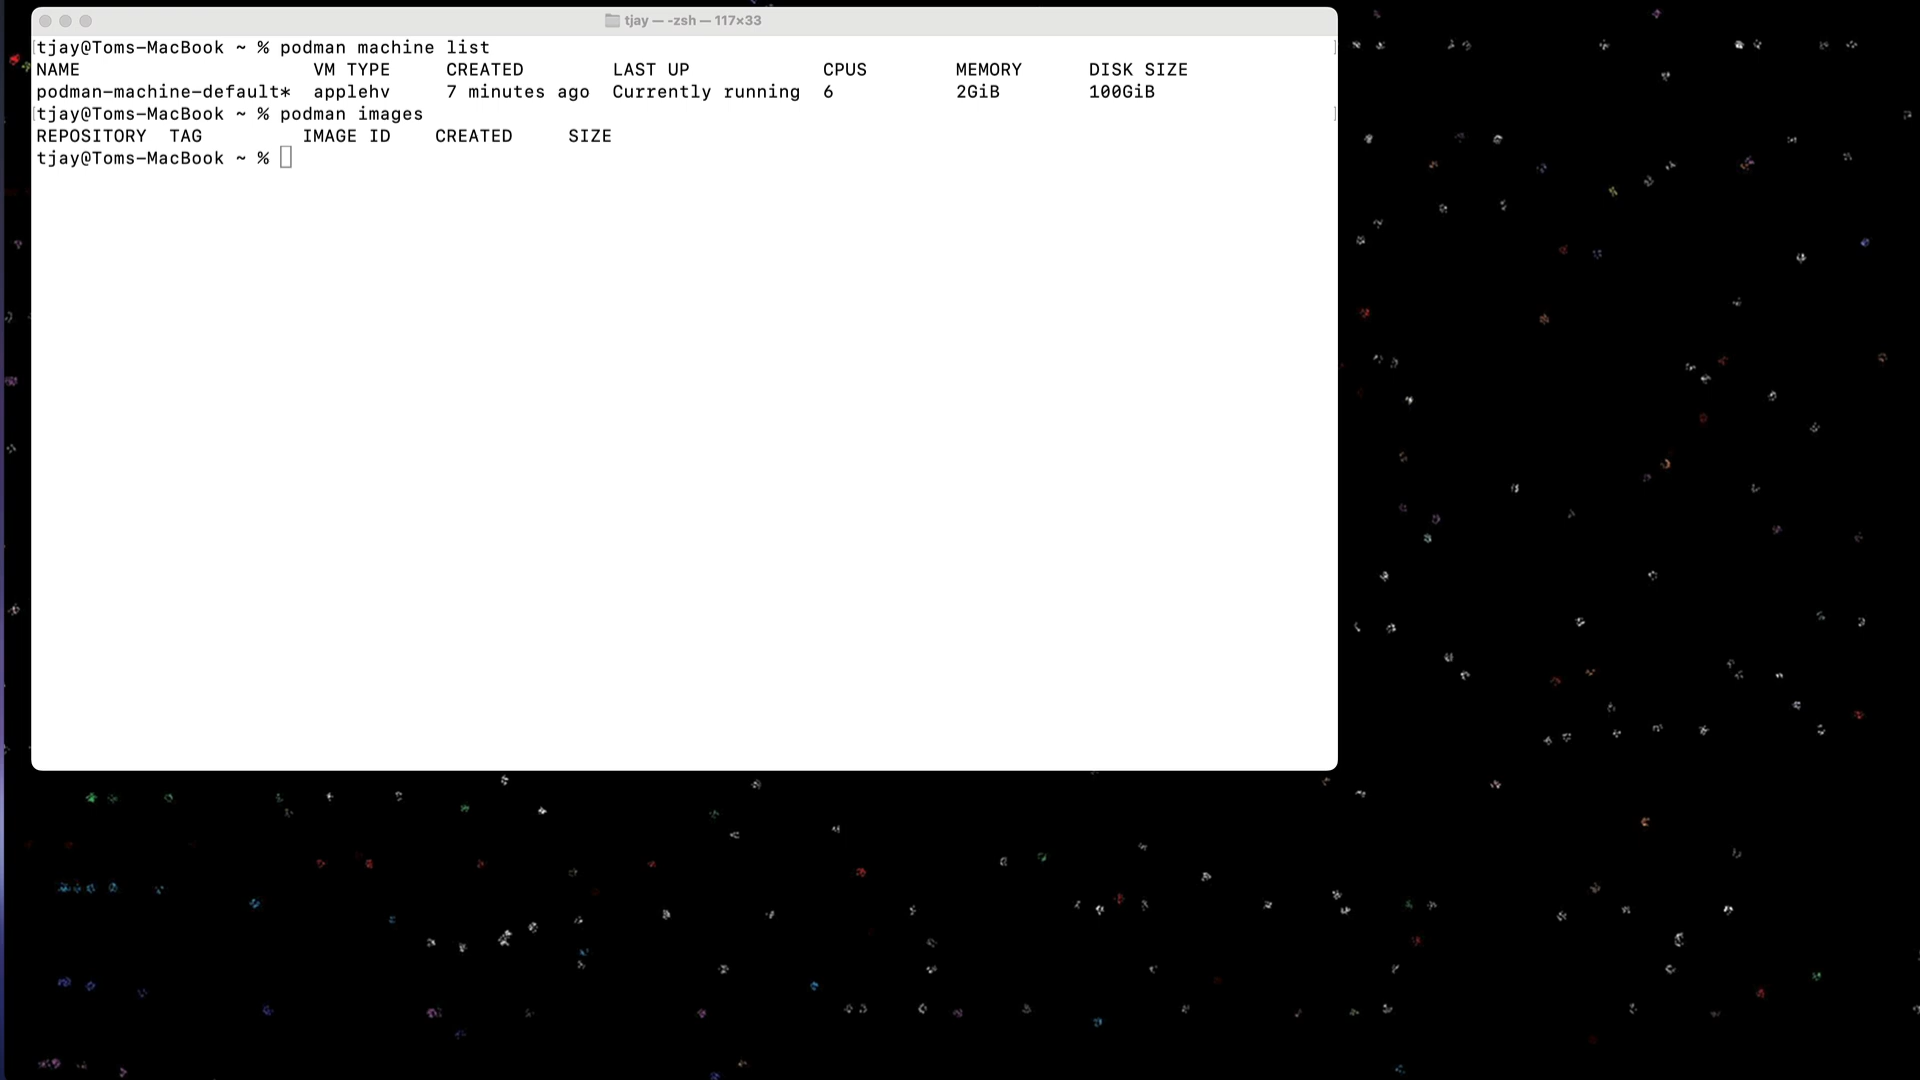 tjay — -zsh — 117×33
tjay@Toms-MacBook ~ % podman machine list
NAME VM TYPE CREATED LAST UP CPUS MEMORY DISK SIZE
podman-machine-default* applehv 7 minutes ago Currently running 6 2GiB 100GiB
tjay@Toms-MacBook ~ % podman images
REPOSITORY TAG IMAGE ID CREATED SIZE
tjay@Toms-MacBook ~ %